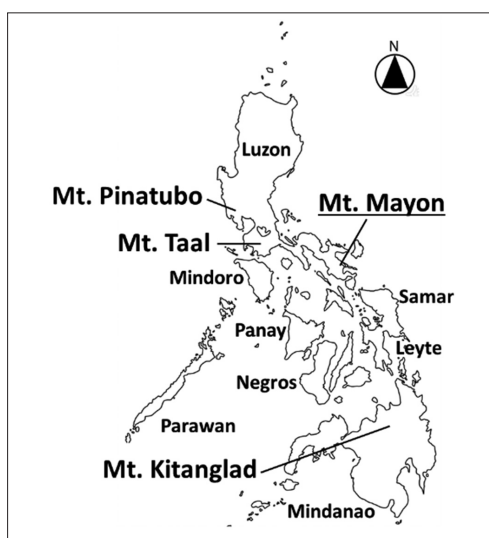 N
Luzon
Mt. Pinatubo
Mt. Mayon
Mt. Taal
Mindoro
Samar
Panay
Leyte
Negros
Parawan
Mt. Kitanglad
Mindanao